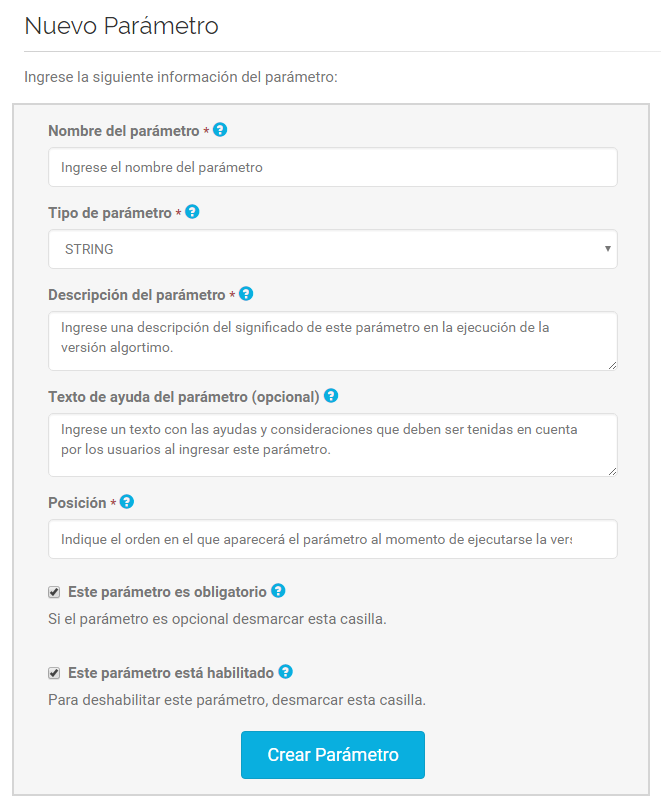 Nuevo Parámetro
Ingrese la siguiente información del parámetro:
Nombre del parámetro * ?
Ingrese el nombre del parámetro
Tipo de parámetro * ?
STRING
Descripción del parámetro * ?
Ingrese una descripción del significado de este parámetro en la ejecución de la
versión algortimo.
Texto de ayuda del parámetro (opcional) ?
Ingrese un texto con las ayudas y consideraciones que deben ser tenidas en cuenta
por los usuarios al ingresar este parámetro.
Posición * ?
Indique el orden en el que aparecerá el parámetro al momento de ejecutarse la ver
Este parámetro es obligatorio ?
Si el parámetro es opcional desmarcar esta casilla.
Este parámetro está habilitado ?
Para deshabilitar este parámetro, desmarcar esta casilla.
Crear Parámetro